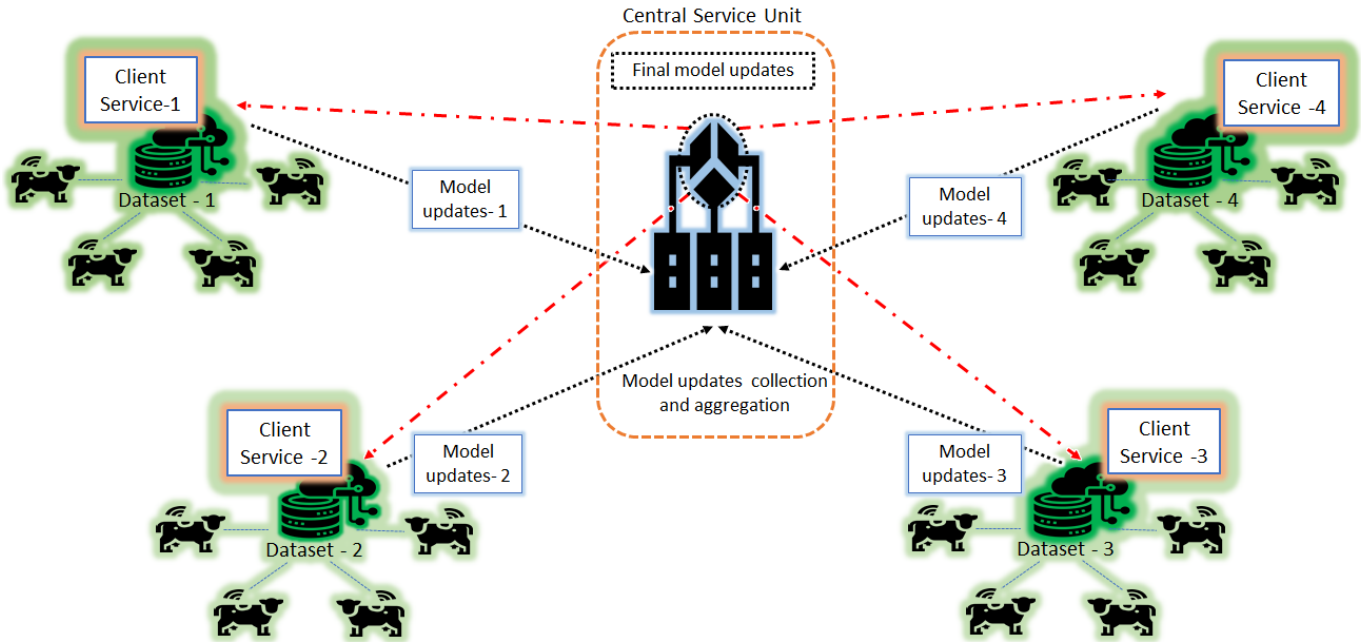 Central Service Unit
Final model updates
Client
Service-1
Dataset - 1
Model
updates- 1
Client
Service -4
Dataset - 4
Model
updates- 4
Model updates collection
and aggregation
Client
Service -2
Dataset - 2
Model
updates- 2
Client
Service -3
Dataset - 3
Model
updates- 3